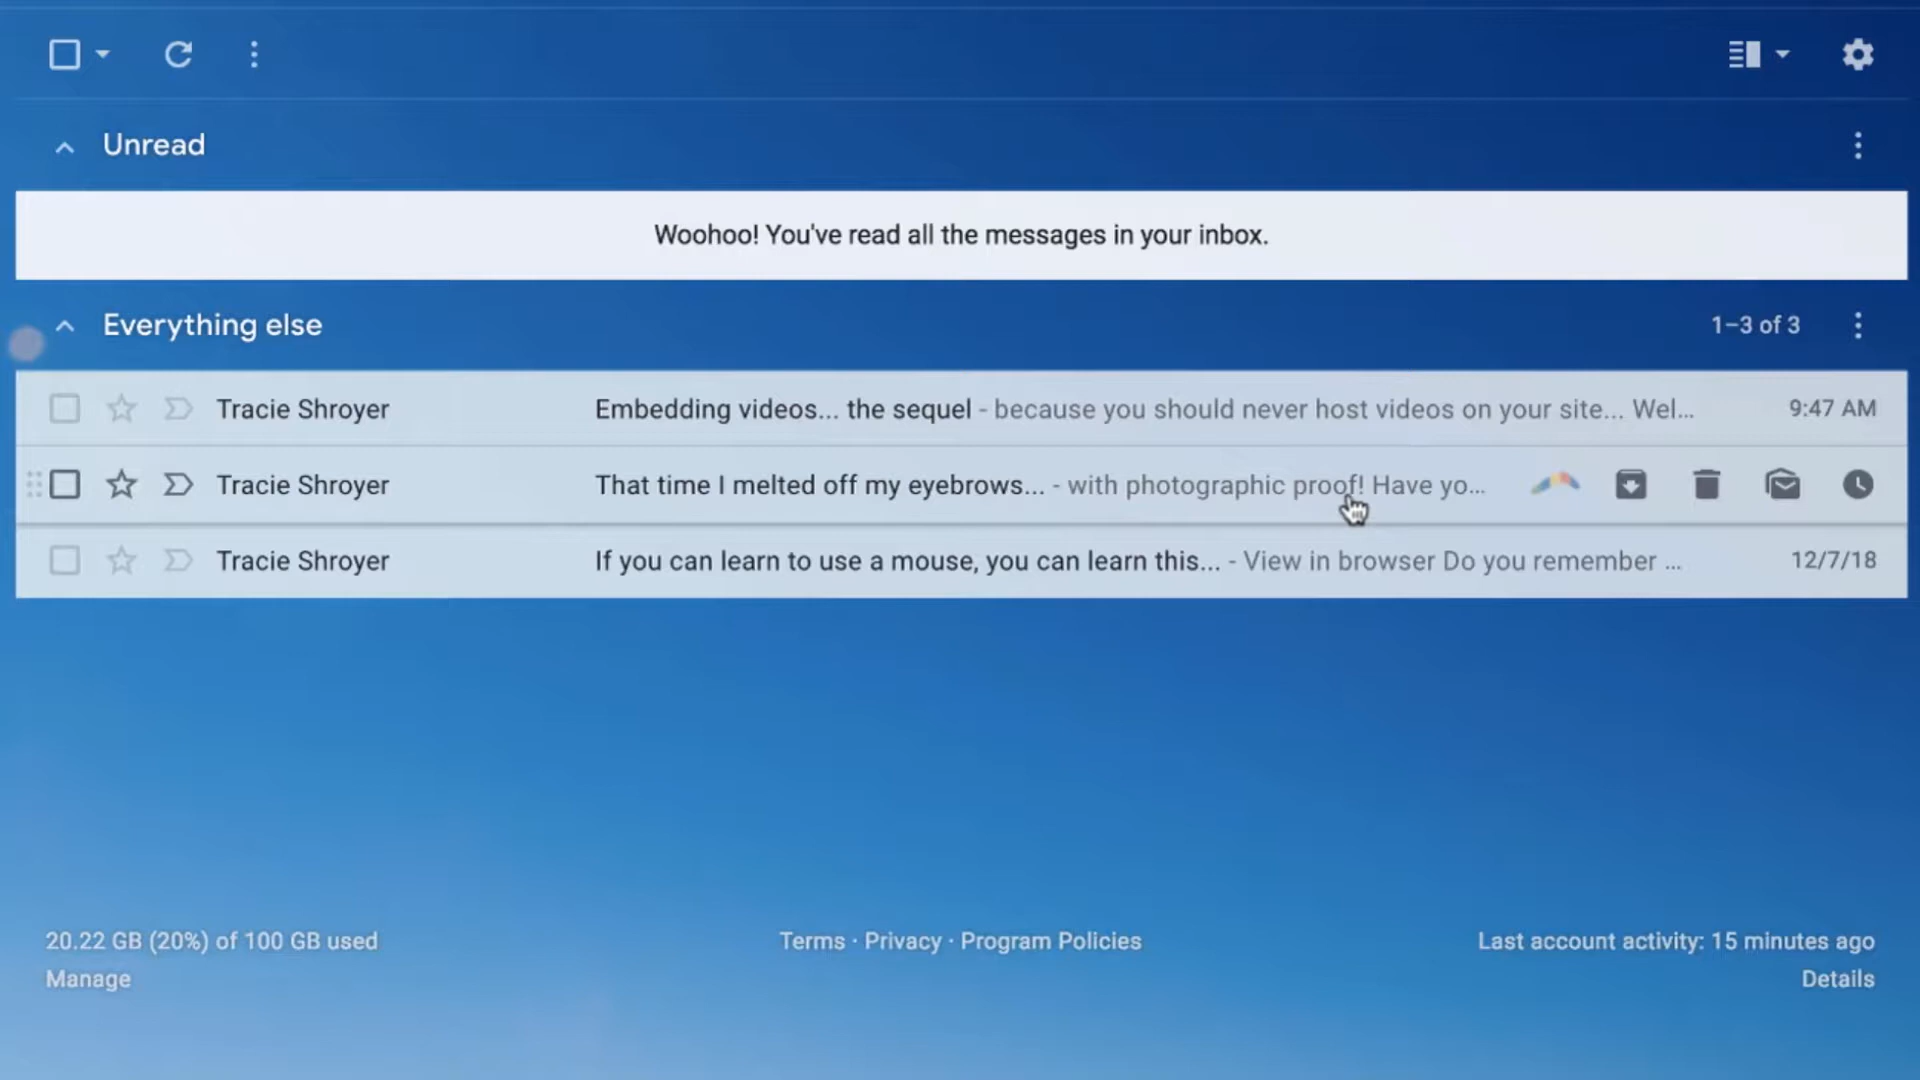 Unread
Woohoo! You've read all the messages in your inbox.
Everything else 1–3 of 3
Tracie Shroyer Embedding videos... the sequel - because you should never host videos on your site... Wel... 9:47 AM
Tracie Shroyer That time I melted off my eyebrows... - with photographic proof! Have yo...
Tracie Shroyer If you can learn to use a mouse, you can learn this... - View in browser Do you remember ... 12/7/18
20.22 GB (20%) of 100 GB used Terms · Privacy · Program Policies Last account activity: 15 minutes ago
Manage Details